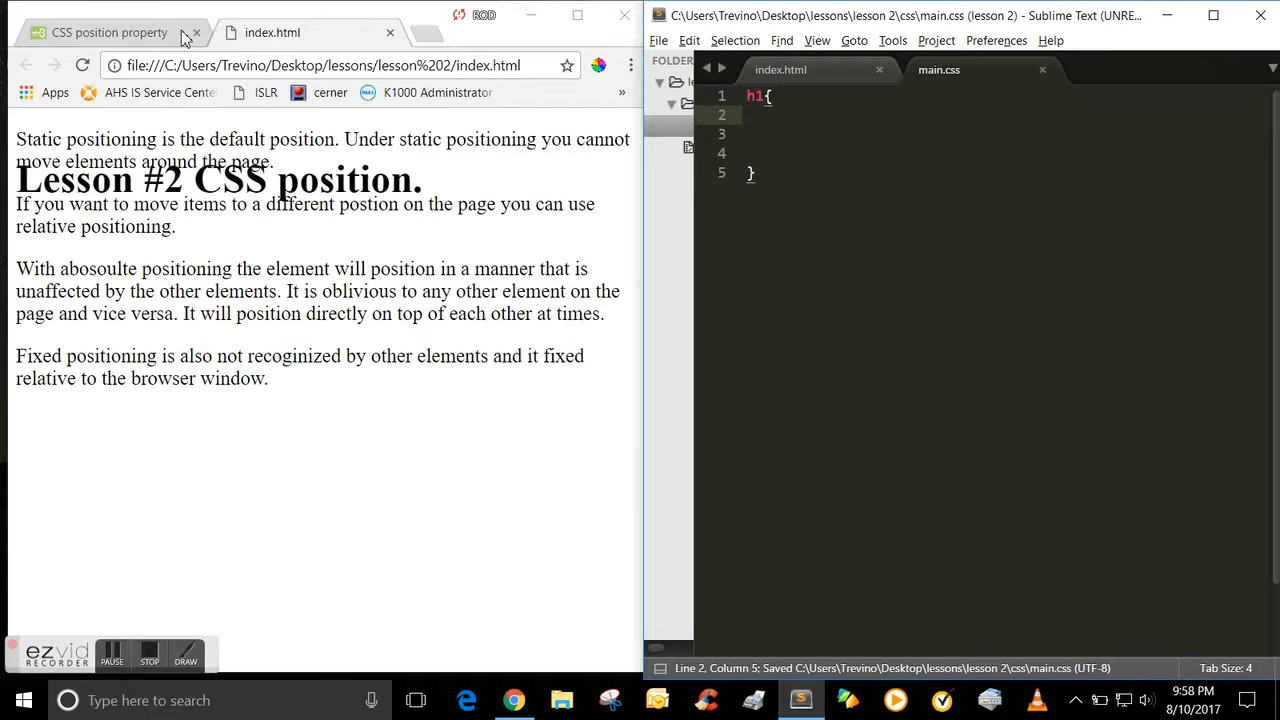 CSS position property
index.html
ROD
file:///C:/Users/Trevino/Desktop/lessons/lesson%202/index.html
Apps
AHS IS Service Cente
ISLR
cerner
K1000 Administrator
»
Static positioning is the default position. Under static positioning you cannot
move elements around the page.
Lesson #2 CSS position.
If you want to move items to a different postion on the page you can use
relative positioning.
With abosoulte positioning the element will position in a manner that is
unaffected by the other elements. It is oblivious to any other element on the
page and vice versa. It will position directly on top of each other at times.
Fixed positioning is also not recoginized by other elements and it fixed
relative to the browser window.
ezvid
RECORDER
PAUSE
STOP
DRAW
C:\Users\Trevino\Desktop\lessons\lesson 2\css\main.css (lesson 2) - Sublime Text (UNRE...
File Edit Selection Find View Goto Tools Project Preferences Help
FOLDER
le
index.html
main.css
1 h1{
2
3
4
5 }
Line 2, Column 5; Saved C:\Users\Trevino\Desktop\lessons\lesson 2\css\main.css (UTF-8)
Tab Size: 4
Type here to search
9:58 PM
8/10/2017